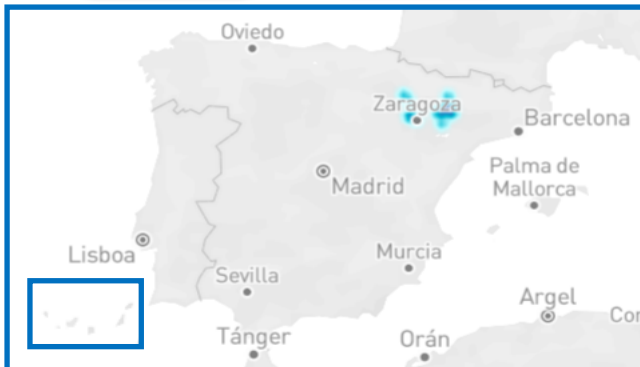 Oviedo
Zaragoza
Barcelona
Palma de
Mallorca
Madrid
Lisboa
Murcia
Sevilla
Argel
Tánger
Orán